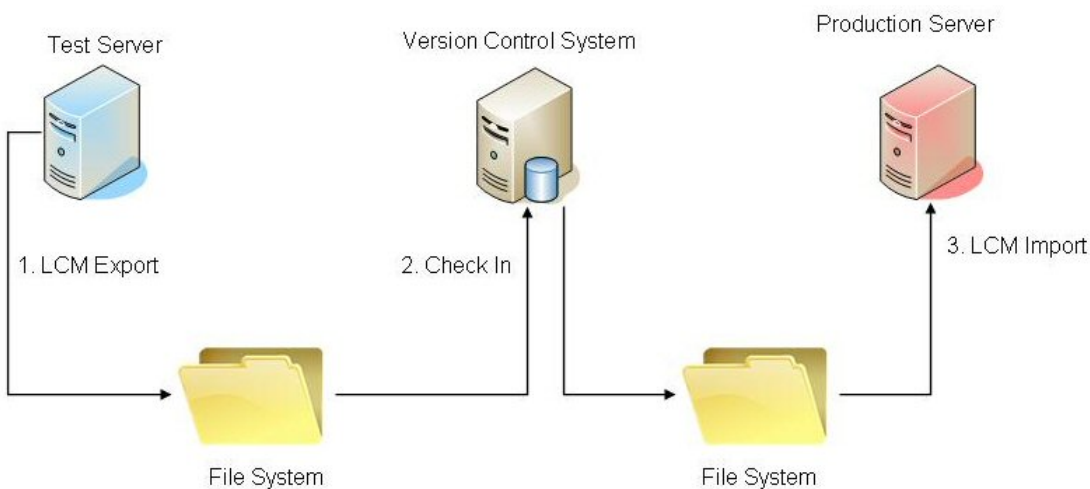 Test Server
Version Control System
Production Server
1. LCM Export
2. Check In
3. LCM Import
File System
File System